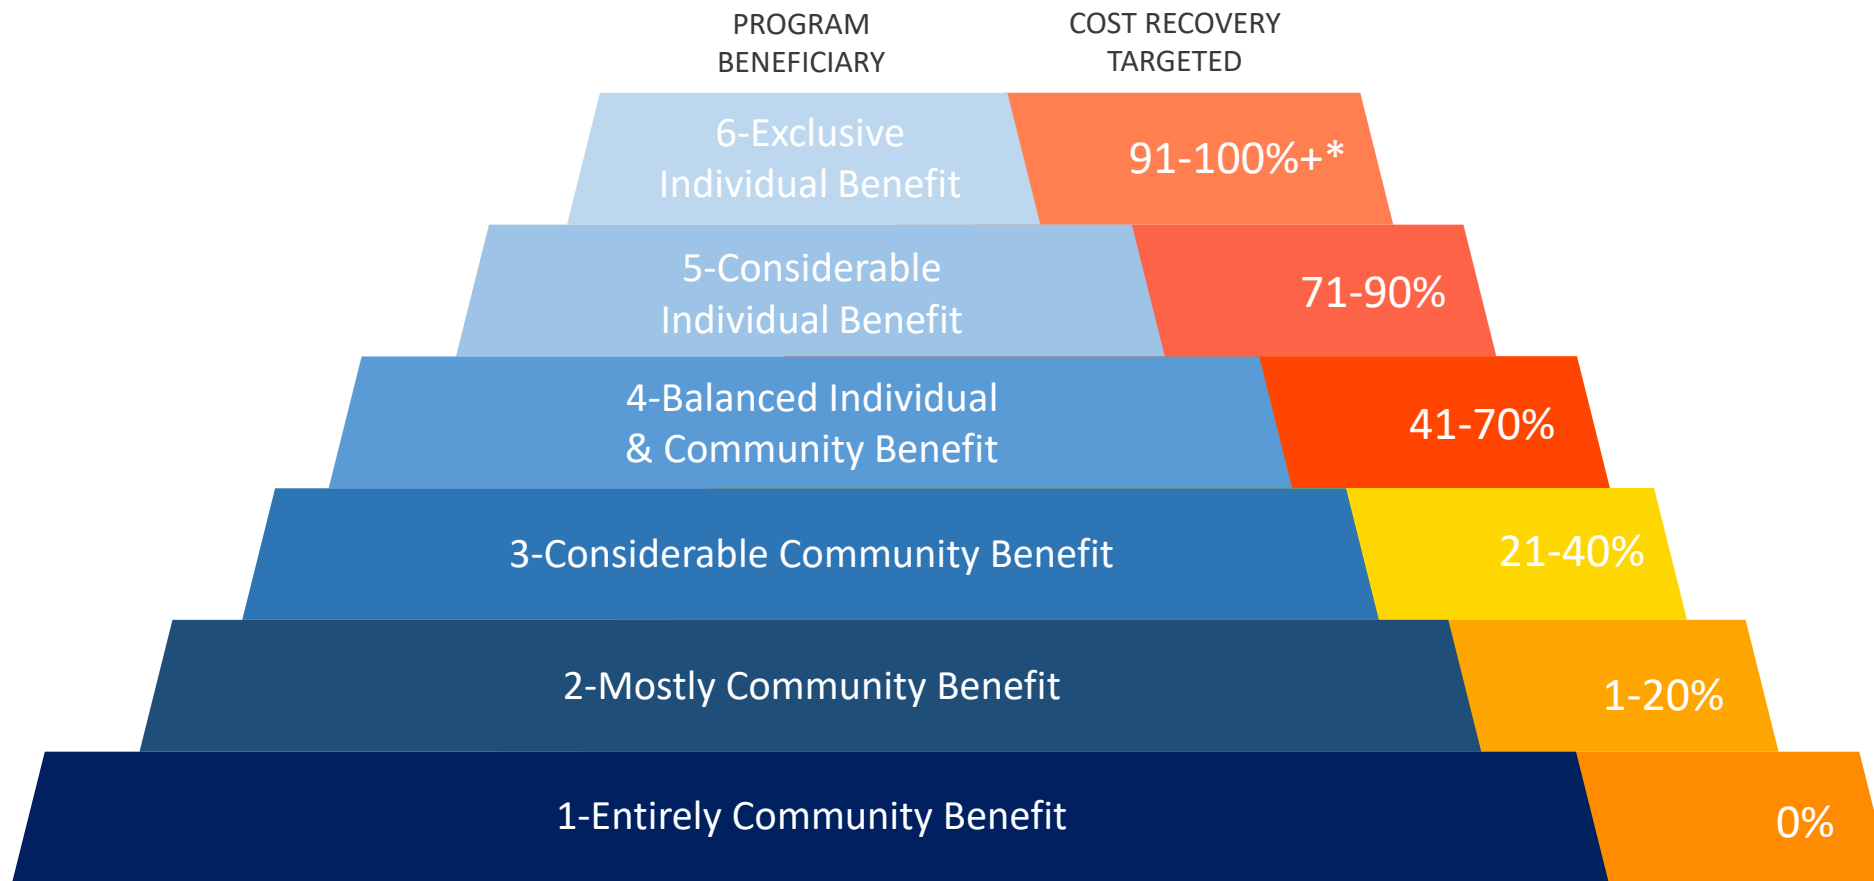 PROGRAM
BENEFICIARY
COST RECOVERY
TARGETED
6-Exclusive
Individual Benefit
91-100%+*
5-Considerable
Individual Benefit
71-90%
4-Balanced Individual
& Community Benefit
41-70%
3-Considerable Community Benefit
21-40%
2-Mostly Community Benefit
1-20%
1-Entirely Community Benefit
0%